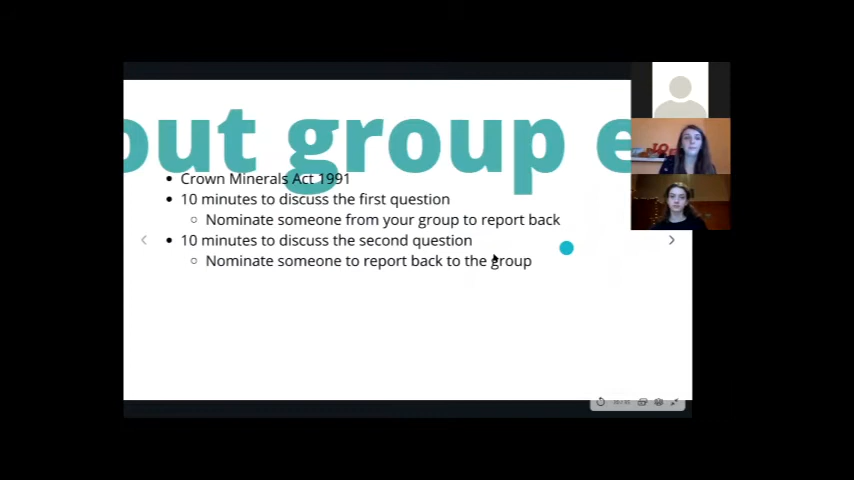 out group e
Crown Minerals Act 1991
10 minutes to discuss the first question
Nominate someone from your group to report back
10 minutes to discuss the second question
Nominate someone to report back to the group